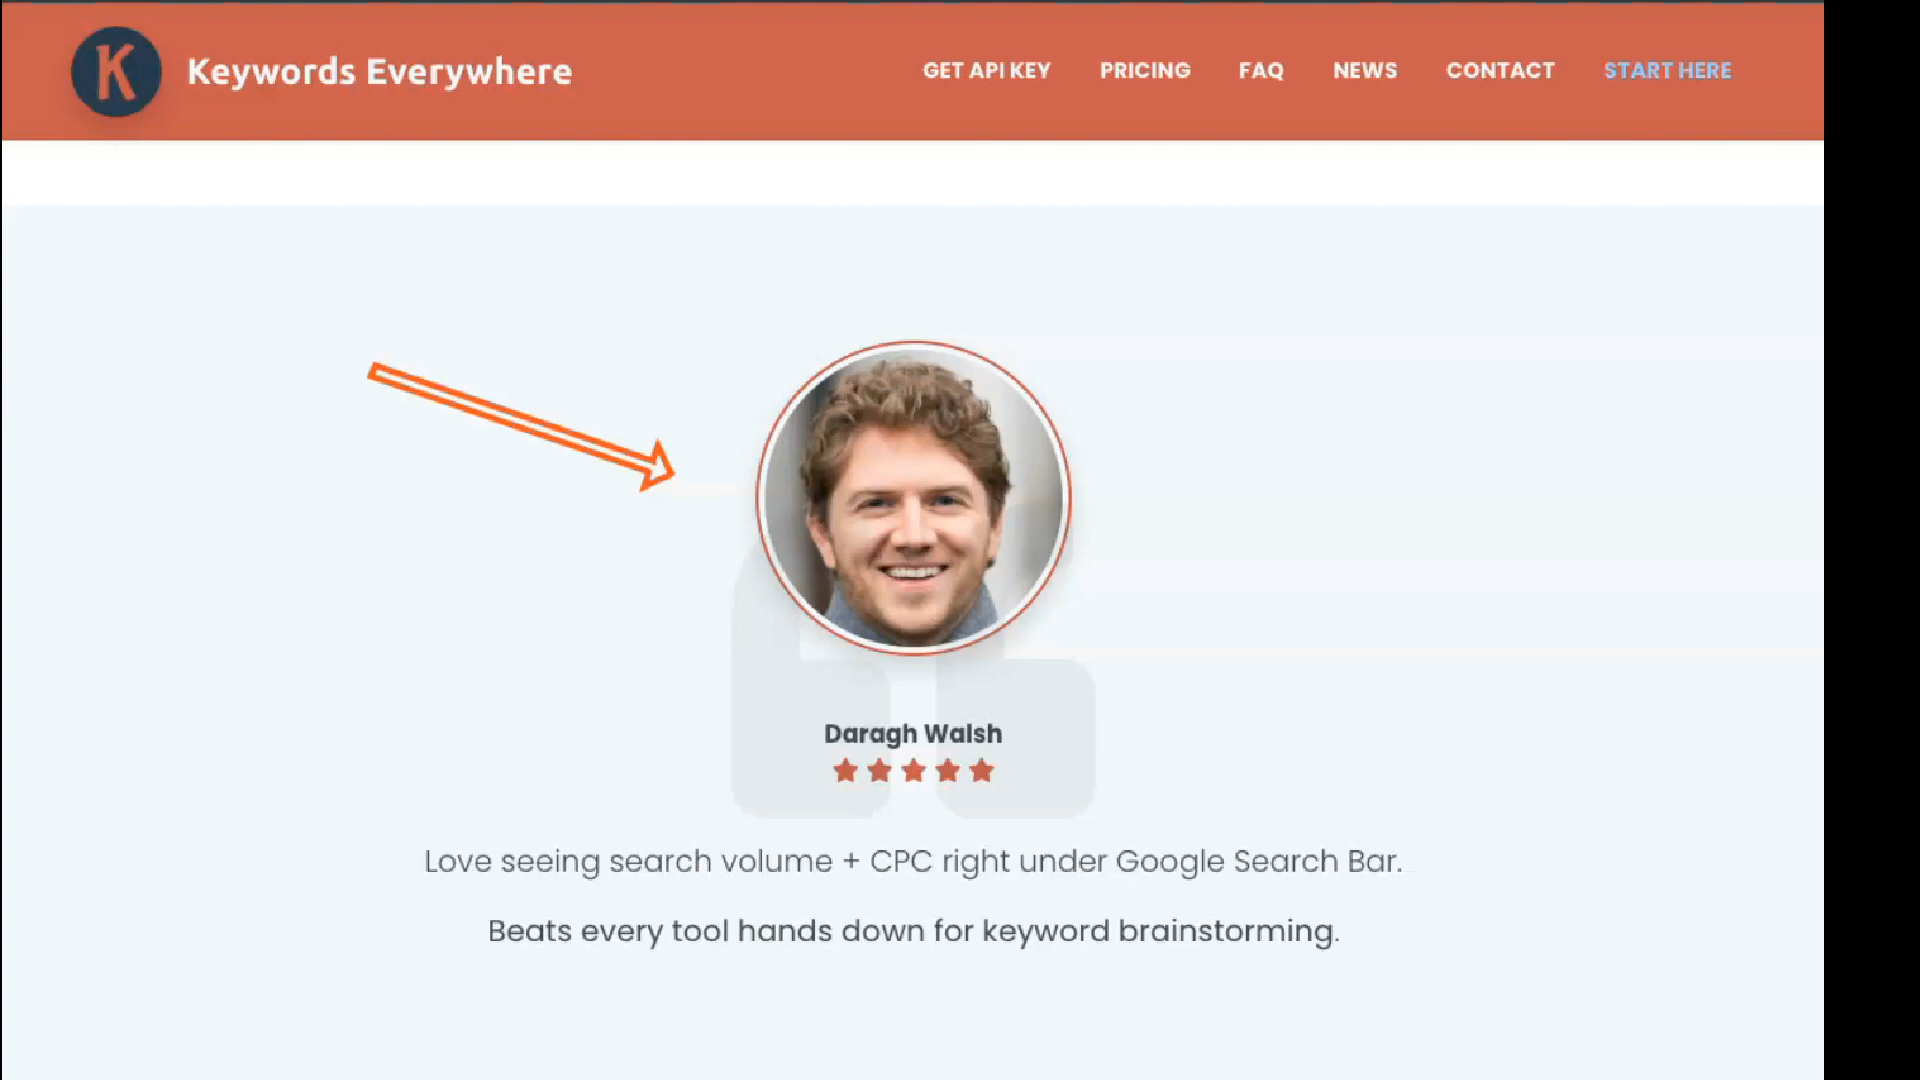 K
Keywords Everywhere
GET API KEY
PRICING
FAQ
NEWS
CONTACT
START HERE
Daragh Walsh
Love seeing search volume + CPC right under Google Search Bar.
Beats every tool hands down for keyword brainstorming.